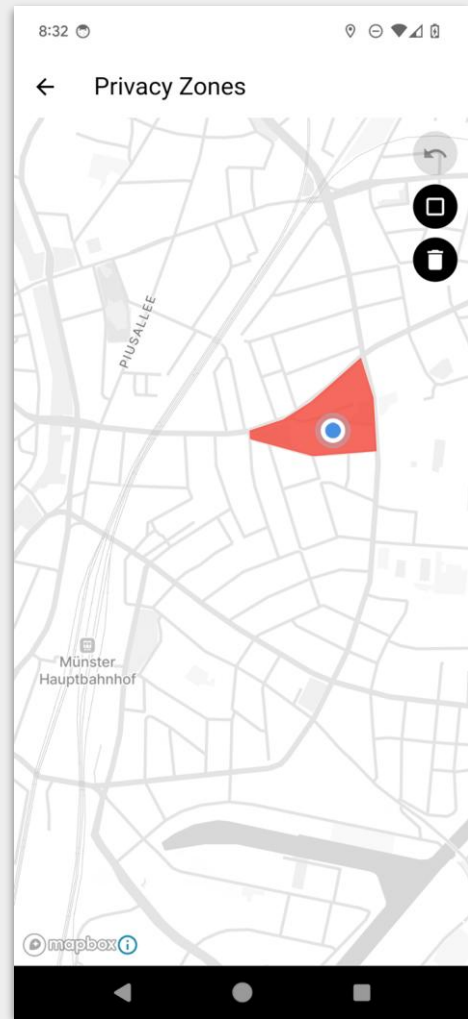 8:32
Privacy Zones
PIUSALLEE
Münster
Hauptbahnhof
mapbox